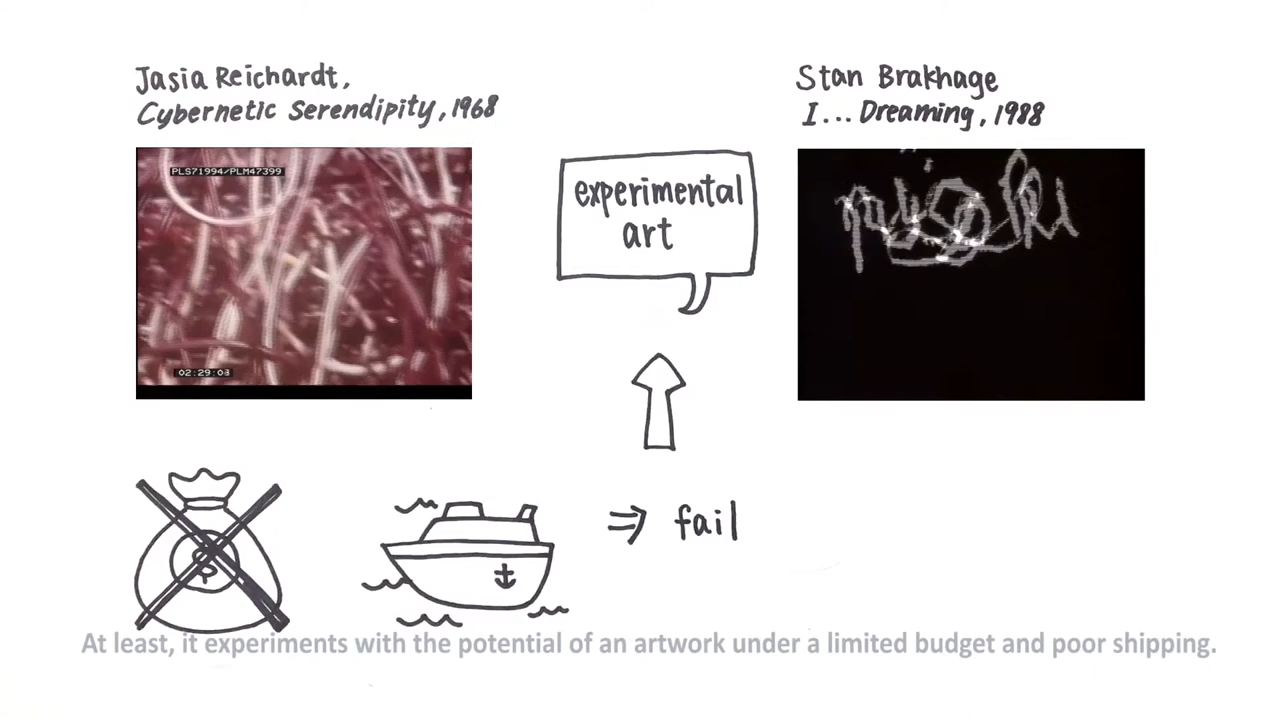 Jasia Reichardt,
Cybernetic Serendipity, 1968
Stan Brakhage
I... Dreaming, 1988
PLS71994/PLM47399
02:29:03
experimental
art
$
⇒ fail
At least, it experiments with the potential of an artwork under a limited budget and poor shipping.